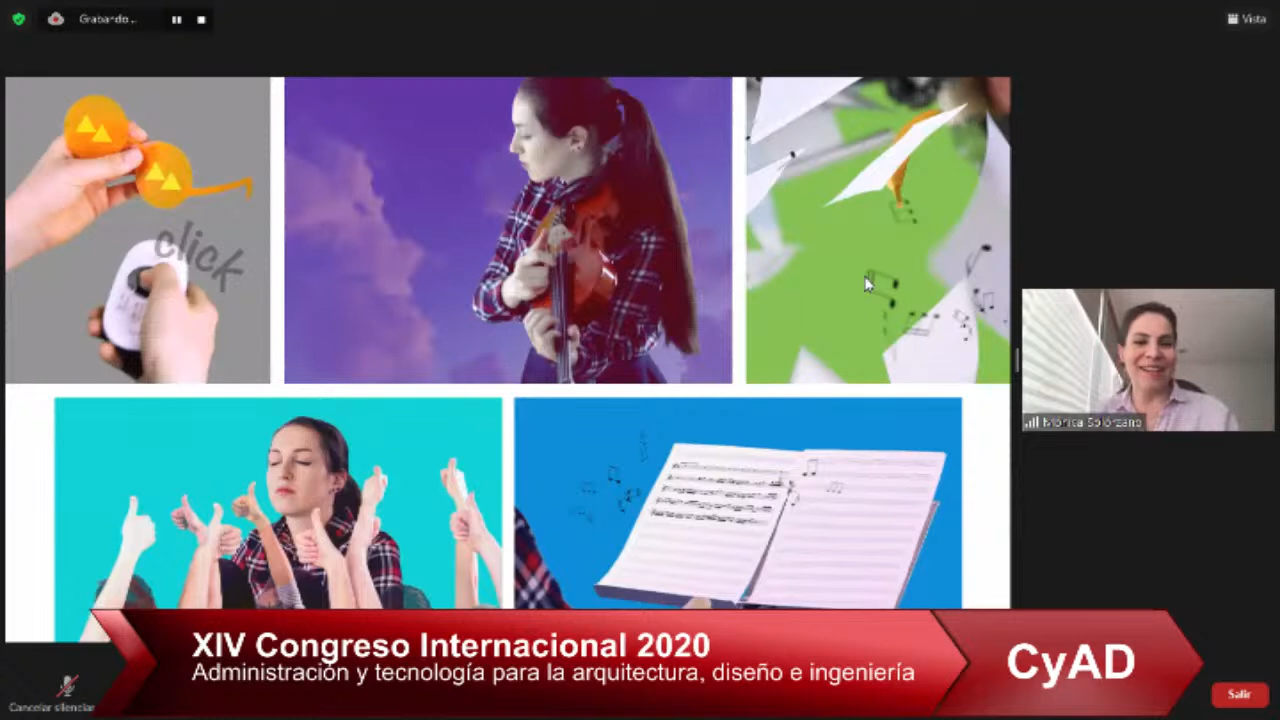 Grabando...
Vista
click
Mónica Solórzano
XIV Congreso Internacional 2020
Administración y tecnología para la arquitectura, diseño e ingeniería
CyAD
Cancelar silenciar
Salir